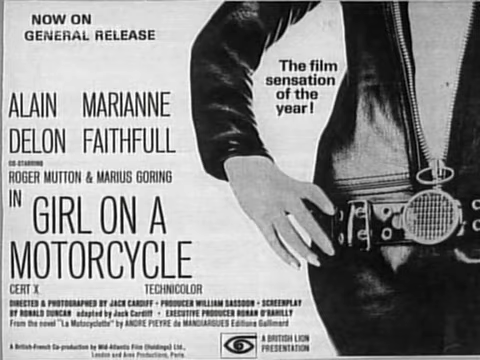 NOW ON
GENERAL RELEASE
The film
sensation
of the
year!
ALAIN MARIANNE
DELON FAITHFULL
CO-STARRING
ROGER MUTTON & MARIUS GORING
IN GIRL ON A
MOTORCYCLE
CERT X TECHNICOLOR
DIRECTED & PHOTOGRAPHED BY JACK CARDIFF • PRODUCER WILLIAM SASSOON • SCREENPLAY
BY RONALD DUNCAN adapted by Jack Cardiff • EXECUTIVE PRODUCER RONAN O'RAHILLY
From the novel "La Motocyclette" by ANDRE PIEYRE de MANDIARGUES Editions Gallimard
A British-French Co-production by Mid-Atlantic Film (Holdings) Ltd.,
London and Ares Productions, Paris.
A BRITISH LION
PRESENTATION